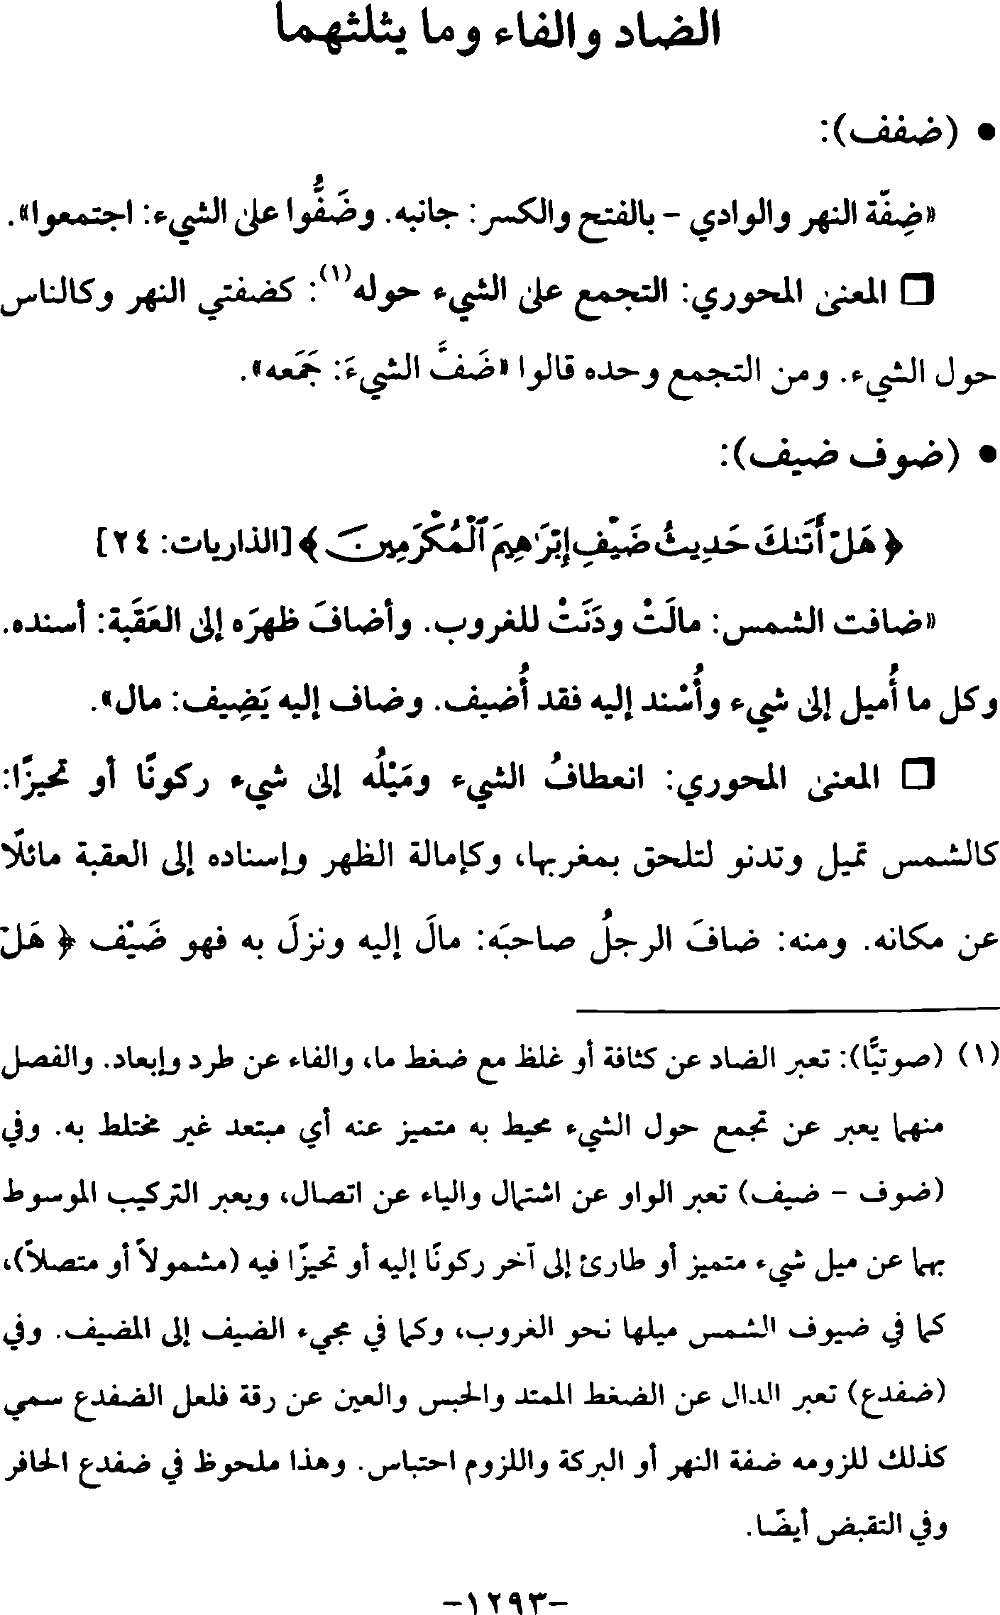 الضاد والفاء وما يثلثهما
• (ضفف):
«ضِفّة النهر والوادي - بالفتح والكسر: جانبه. وضَفُّوا على الشيء: اجتمعوا».
❑ المعنى المحوري: التجمع على الشيء حوله(١): كضفتي النهر وكالناس
حول الشيء. ومن التجمع وحده قالوا «ضَفَّ الشيءَ: جَمَعه».
• (ضوف ضيف):
﴿هَلْ أَتَىٰكَ حَدِيثُ ضَيْفِ إِبْرَٰهِيمَ ٱلْمُكْرَمِينَ﴾ [الذاريات: ٢٤]
«ضافت الشمس: مالَتْ ودَنَتْ للغروب. وأضافَ ظهرَه إلى العَقَبة: أسنده.
وكل ما أُميل إلى شيء وأُسْند إليه فقد أُضيف. وضاف إليه يَضِيف: مال».
❑ المعنى المحوري: انعطافُ الشيء ومَيْلُه إلى شيء ركونًا أو تحيزًا:
كالشمس تميل وتدنو لتلحق بمغربها، وكإمالة الظهر وإسناده إلى العقبة مائلًا
عن مكانه. ومنه: ضافَ الرجلُ صاحبَه: مالَ إليه ونزلَ به فهو ضَيْف ﴿هَلْ
(١) (صوتيًّا): تعبر الضاد عن كثافة أو غلظ مع ضغط ما، والفاء عن طرد وإبعاد. والفصل
منهما يعبر عن تجمع حول الشيء محيط به متميز عنه أي مبتعد غير مختلط به. وفي
(ضوف - ضيف) تعبر الواو عن اشتمال والياء عن اتصال، ويعبر التركيب الموسوط
بهما عن ميل شيء متميز أو طارئ إلى آخر ركونًا إليه أو تحيزًا فيه (مشمولاً أو متصلاً)،
كما في ضيوف الشمس ميلها نحو الغروب، وكما في مجيء الضيف إلى المضيف. وفي
(ضفدع) تعبر الدال عن الضغط الممتد والحبس والعين عن رقة فلعل الضفدع سمي
كذلك للزومه ضفة النهر أو البركة واللزوم احتباس. وهذا ملحوظ في ضفدع الحافر
وفي التقبض أيضًا.
-١٢٩٣-